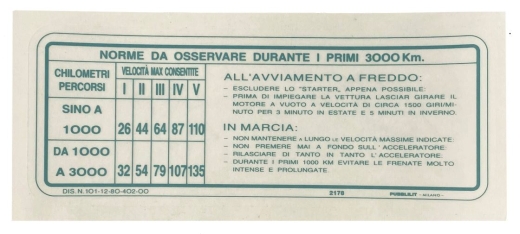 NORME DA OSSERVARE DURANTE I PRIMI 3000 Km.
CHILOMETRI PERCORSI
VELOCITÀ MAX CONSENTITE
I II III IV V
SINO A 1000 26 44 64 87 110
DA 1000 A 3000 32 54 79 107 135
ALL'AVVIAMENTO A FREDDO:
- ESCLUDERE LO "STARTER„ APPENA POSSIBILE:
- PRIMA DI IMPIEGARE LA VETTURA LASCIAR GIRARE IL
MOTORE A VUOTO A VELOCITÀ DI CIRCA 1500 GIRI/MI-
NUTO PER 3 MINUTO IN ESTATE E 5 MINUTI IN INVERNO.
IN MARCIA:
- NON MANTENERE A LUNGO LE VELOCITÀ MASSIME INDICATE:
- NON PREMERE MAI A FONDO SULL'ACCELERATORE:
- RILASCIARE DI TANTO IN TANTO L'ACCELERATORE:
- DURANTE I PRIMI 1000 KM EVITARE LE FRENATE MOLTO
INTENSE E PROLUNGATE.
DIS. N. 101-12-80-402-00 2178 PUBBLILIT - MILANO -